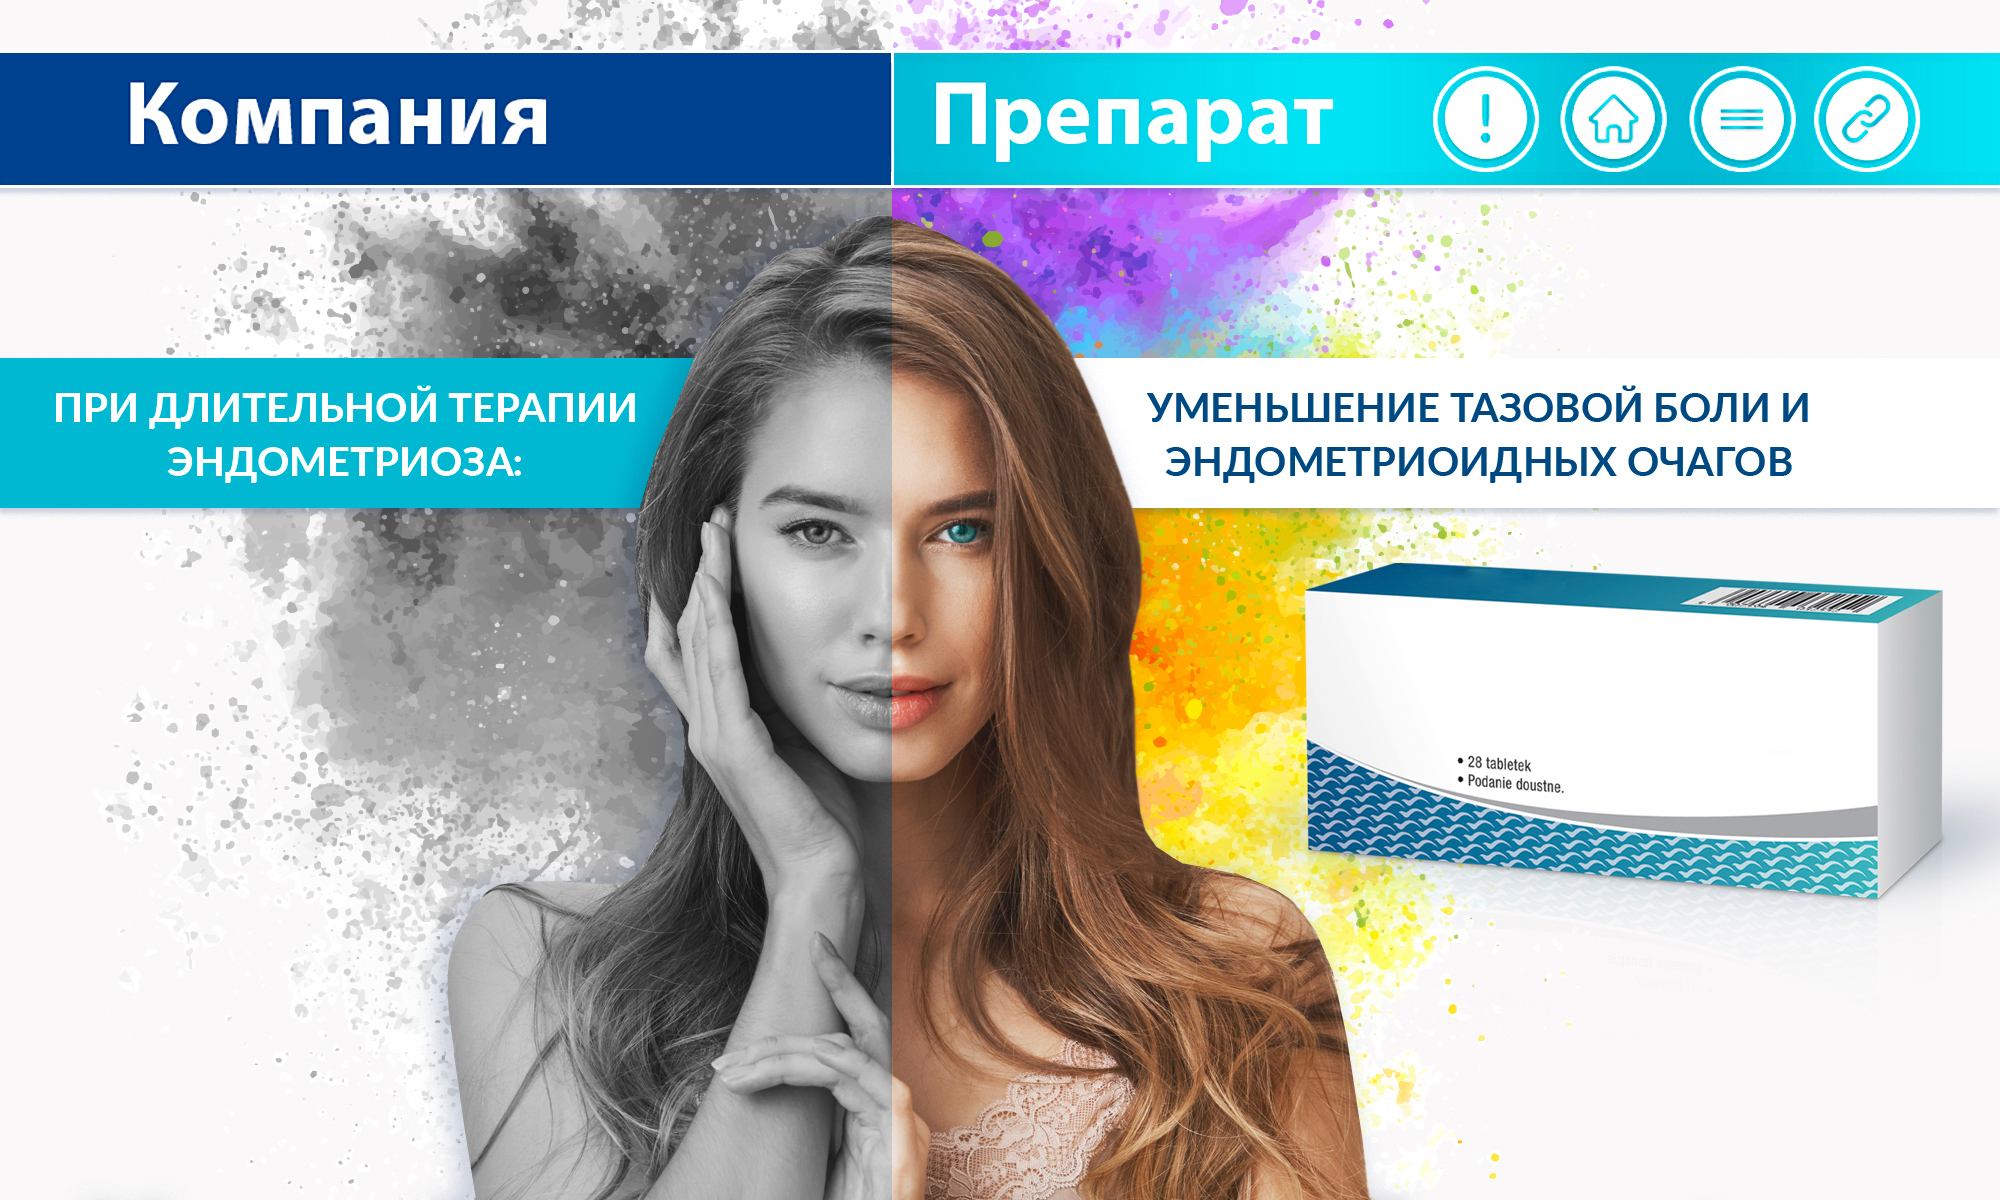 Компания
Препарат
ПРИ ДЛИТЕЛЬНОЙ ТЕРАПИИ
ЭНДОМЕТРИОЗА:
УМЕНЬШЕНИЕ ТАЗОВОЙ БОЛИ И
ЭНДОМЕТРИОИДНЫХ ОЧАГОВ
• 28 tabletek
• Podanie doustne.